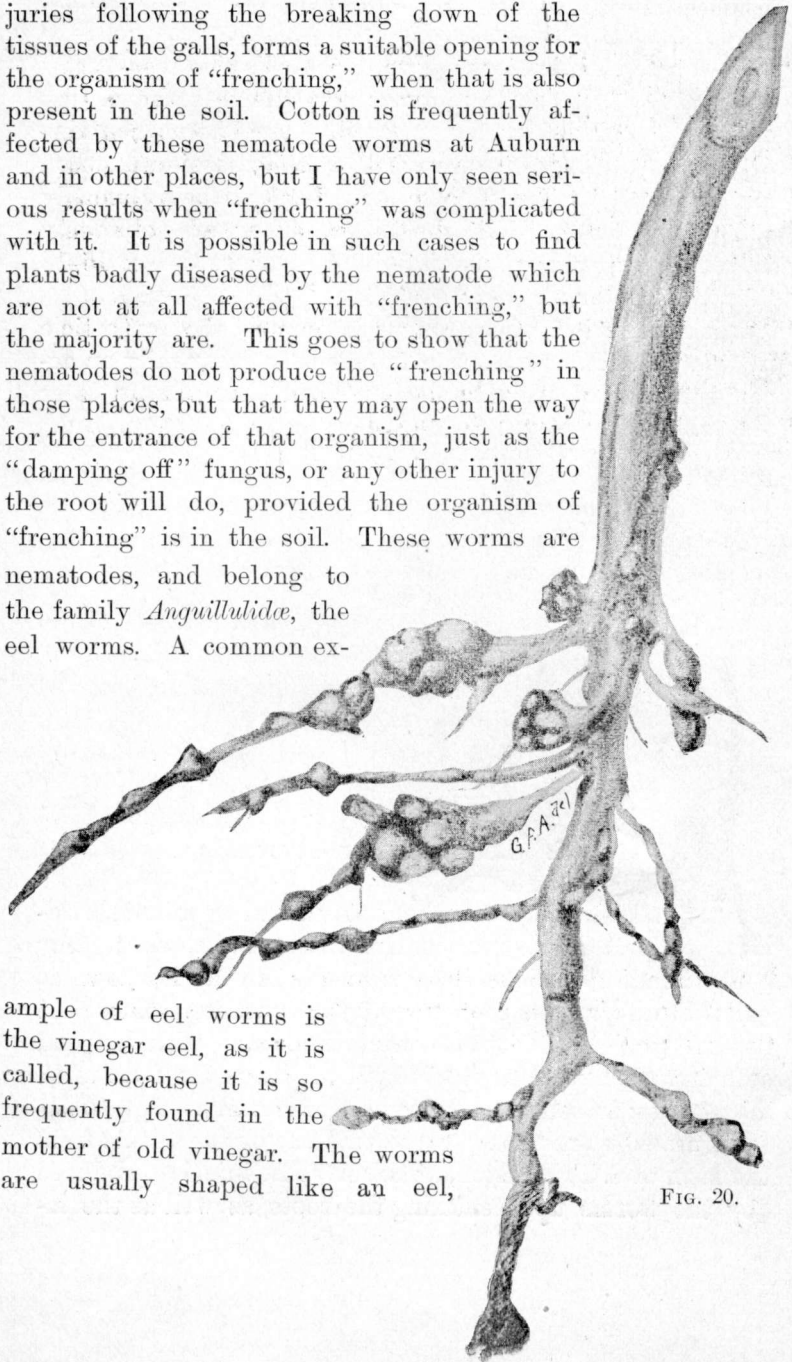 juries following the breaking down of the
tissues of the galls, forms a suitable opening for
the organism of “frenching,” when that is also
present in the soil. Cotton is frequently af-
fected by these nematode worms at Auburn
and in other places, but I have only seen seri-
ous results when “frenching” was complicated
with it. It is possible in such cases to find
plants badly diseased by the nematode which
are not at all affected with “frenching,” but
the majority are. This goes to show that the
nematodes do not produce the “frenching” in
those places, but that they may open the way
for the entrance of that organism, just as the
“damping off” fungus, or any other injury to
the root will do, provided the organism of
“frenching” is in the soil. These worms are
nematodes, and belong to
the family Anguillulidæ, the
eel worms. A common ex-
G.F.A. del
ample of eel worms is
the vinegar eel, as it is
called, because it is so
frequently found in the
mother of old vinegar. The worms
are usually shaped like an eel,
FIG. 20.